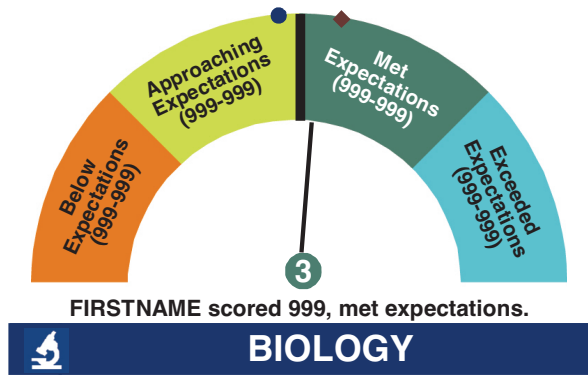 Below
Expectations
(999-999)
Approaching
Expectations
(999-999)
Met
Expectations
(999-999)
Exceeded
Expectations
(999-999)
3
FIRSTNAME scored 999, met expectations.
BIOLOGY